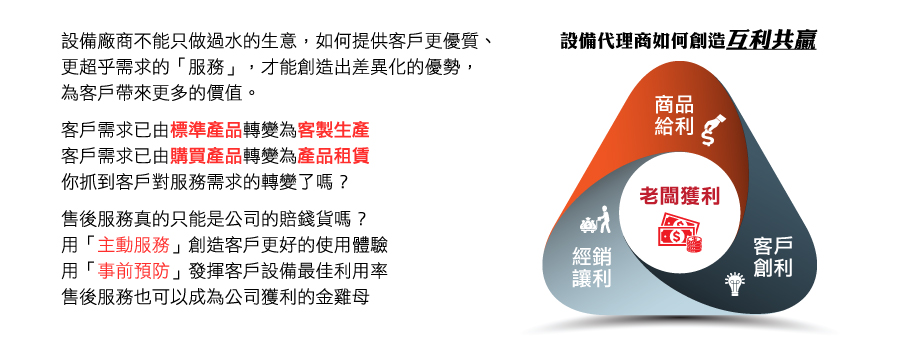 設備廠商不能只做過水的生意，如何提供客戶更優質、
更超乎需求的「服務」，才能創造出差異化的優勢，
為客戶帶來更多的價值。
客戶需求已由標準產品轉變為客製生產
客戶需求已由購買產品轉變為產品租賃
你抓到客戶對服務需求的轉變了嗎？
售後服務真的只能是公司的賠錢貨嗎？
用「主動服務」創造客戶更好的使用體驗
用「事前預防」發揮客戶設備最佳利用率
售後服務也可以成為公司獲利的金雞母
設備代理商如何創造互利共贏
商品
給利
老闆獲利
經銷
讓利
客戶
創利